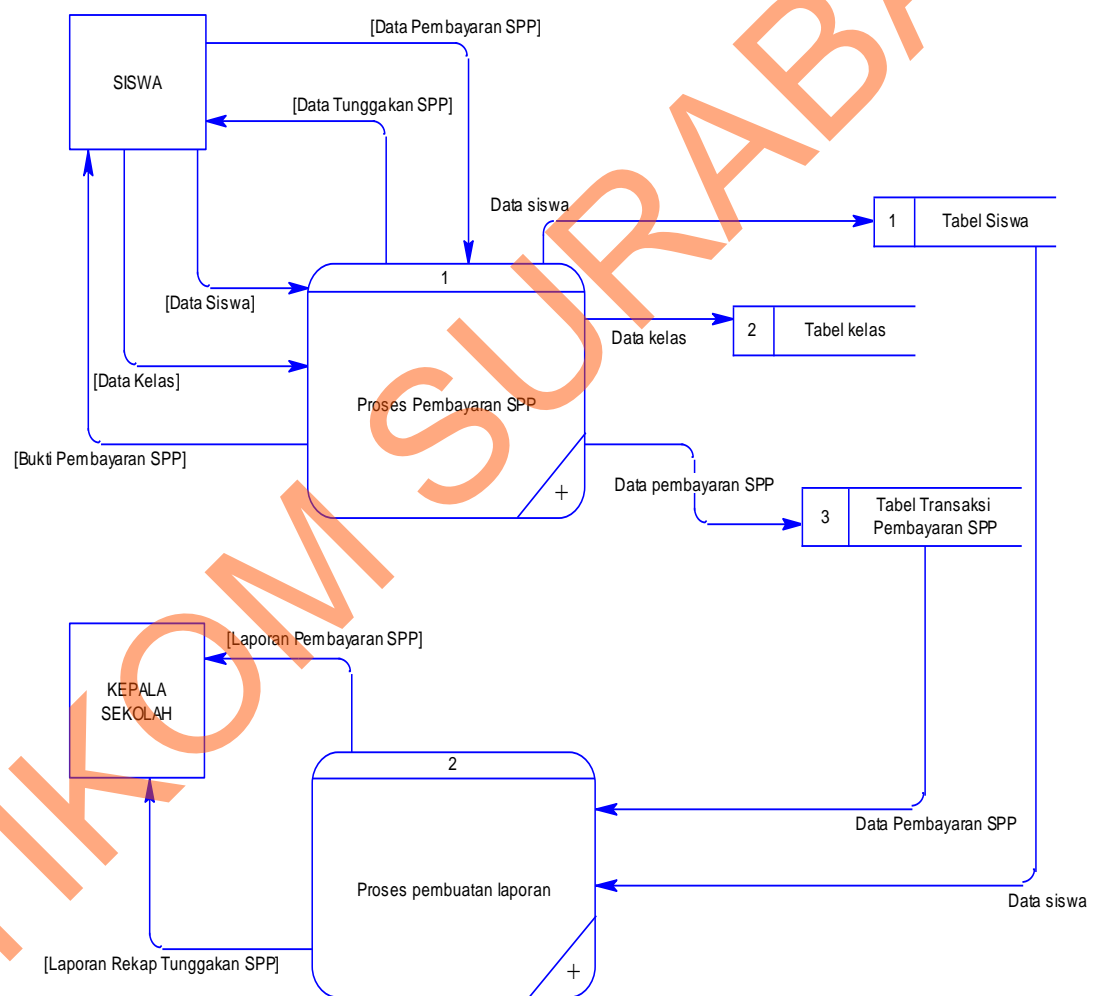 [Data Pembayaran SPP]
SISWA
[Data Tunggakan SPP]
Data siswa
1
Tabel Siswa
1
[Data Siswa]
Data kelas
2
Tabel kelas
[Data Kelas]
Proses Pembayaran SPP
[Bukti Pembayaran SPP]
+
Data pembayaran SPP
3
Tabel Transaksi
Pembayaran SPP
[Laporan Pembayaran SPP]
KEPALA
SEKOLAH
2
Data Pembayaran SPP
Proses pembuatan laporan
Data siswa
[Laporan Rekap Tunggakan SPP]
+
IKOM SURABA